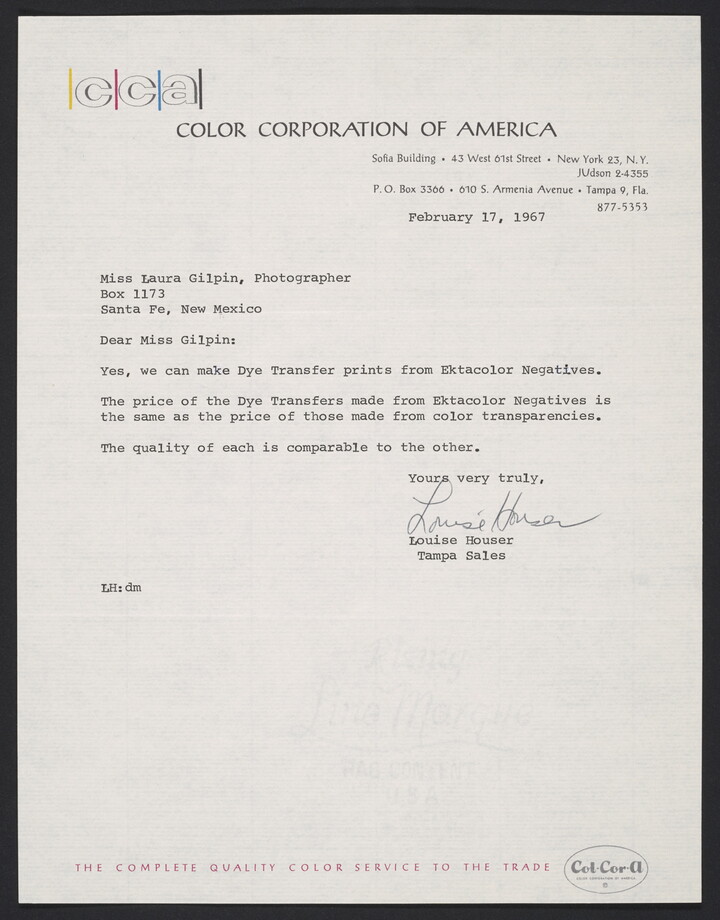 cca
COLOR CORPORATION OF AMERICA
Sofia Building • 43 West 61st Street • New York 23, N.Y.
JUdson 2-4355
P.O. Box 3366 • 610 S. Armenia Avenue • Tampa 9, Fla.
877-5353
February 17, 1967
Miss Laura Gilpin, Photographer
Box 1173
Santa Fe, New Mexico
Dear Miss Gilpin:
Yes, we can make Dye Transfer prints from Ektacolor Negatives.
The price of the Dye Transfers made from Ektacolor Negatives is
the same as the price of those made from color transparencies.
The quality of each is comparable to the other.
Yours very truly,
Louise Houser
Louise Houser
Tampa Sales
LH:dm
THE COMPLETE QUALITY COLOR SERVICE TO THE TRADE
Col-Cor-A
COLOR CORPORATION OF AMERICA